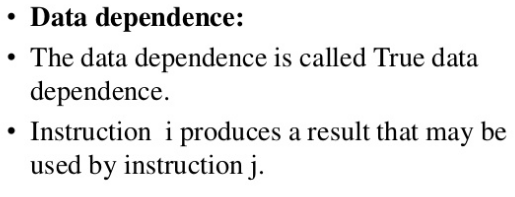 • Data dependence:
• The data dependence is called True data
dependence.
• Instruction i produces a result that may be
used by instruction j.